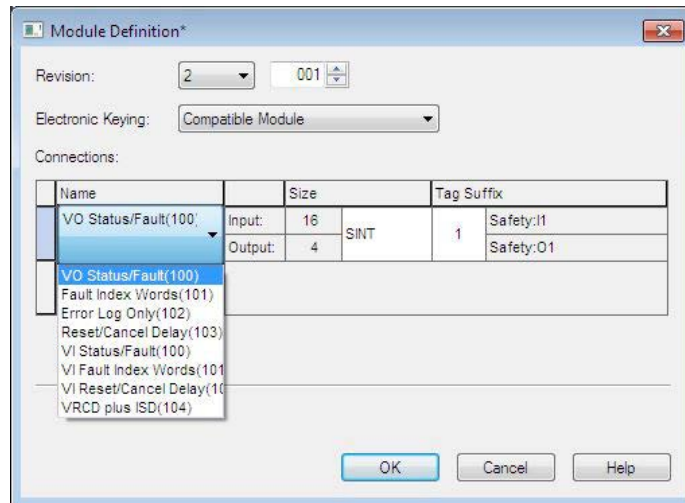 Module Definition*
Revision: 2 001
Electronic Keying: Compatible Module
Connections:
Name Size Tag Suffix
VO Status/Fault(100) Input: 16 SINT 1 Safety:I1
Output: 4 Safety:O1
VO Status/Fault(100)
Fault Index Words(101)
Error Log Only(102)
Reset/Cancel Delay(103)
VI Status/Fault(100)
VI Fault Index Words(101
VI Reset/Cancel Delay(10
VRCD plus ISD(104)
OK Cancel Help